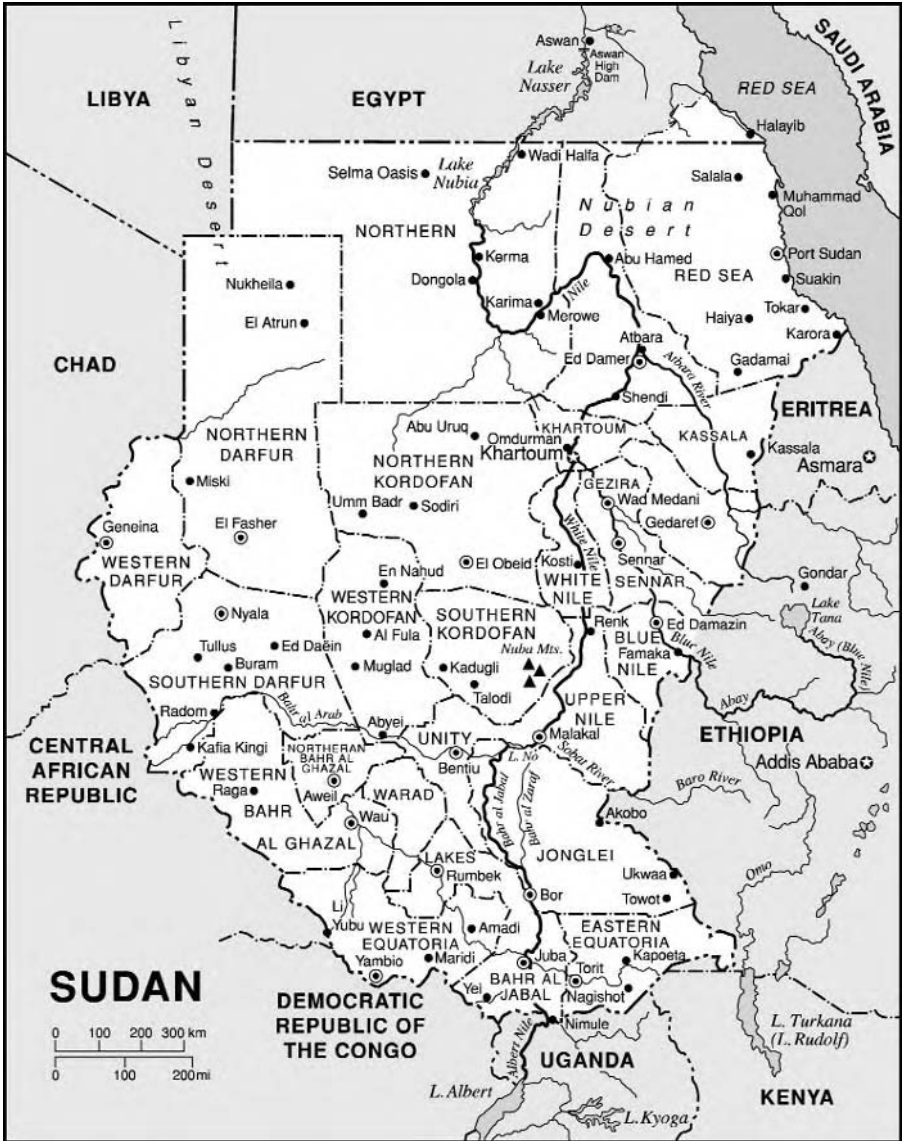 SAUDI ARABIA
Libyan Desert
Aswan
Aswan
High
Dam
Lake
Nasser
LIBYA
EGYPT
RED SEA
Halayib
Wadi Halfa
Selma Oasis
Lake
Nubia
Salala
Muhammad
Qol
Nubian
Desert
NORTHERN
Port Sudan
Kerma
Abu Hamed
RED SEA
Suakin
Nukheila
Dongola
Karima
Nile
Tokar
Merowe
Haiya
El Atrun
Karora
Atbara
CHAD
Ed Damer
Atbara River
Gadamai
Shendi
ERITREA
NORTHERN
DARFUR
Abu Uruq
KHARTOUM
Omdurman
Khartoum
KASSALA
Kassala
Asmara
NORTHERN
KORDOFAN
Miski
GEZIRA
Umm Badr
Sodiri
Wad Medani
Geneina
El Fasher
White Nile
Gedaref
WESTERN
DARFUR
El Obeid
Kosti
Sennar
En Nahud
WHITE
NILE
SENNAR
Gondar
WESTERN
KORDOFAN
SOUTHERN
KORDOFAN
Lake
Tana
Nyala
Renk
Ed Damazin
Al Fula
Nuba Mts.
BLUE
NILE
Blue Nile
Abay (Blue Nile)
Tullus
Ed Daëin
Famaka
Buram
Muglad
Kadugli
SOUTHERN DARFUR
Talodi
UPPER
NILE
Abay
Radom
Bahr al Arab
Abyei
Malakal
UNITY
ETHIOPIA
CENTRAL
AFRICAN
REPUBLIC
Kafia Kingi
NORTHERAN
BAHR AL
GHAZAL
Bentiu
L. No
Sobat River
Addis Ababa
WESTERN
Raga
Aweil
WARAD
Bahr al Jabal
Bahr al Zaraf
Baro River
BAHR
AL GHAZAL
Wau
Akobo
JONGLEI
LAKES
Rumbek
Ukwaa
Omo
Bor
Towot
Li
Yubu
WESTERN
EQUATORIA
Amadi
EASTERN
EQUATORIA
Yambio
Maridi
Juba
Torit
Kapoeta
SUDAN
BAHR AL
JABAL
Yei
Nagishot
DEMOCRATIC
REPUBLIC OF
THE CONGO
0 100 200 300 km
0 100 200 mi
Nimule
Albert Nile
L. Turkana
(L. Rudolf)
UGANDA
L. Albert
L. Kyoga
KENYA